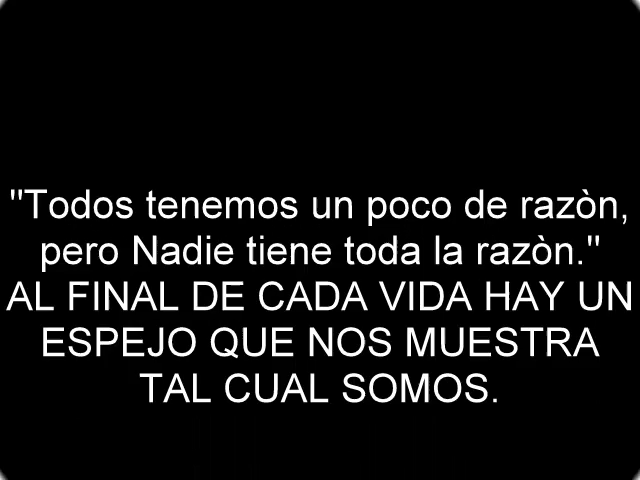 "Todos tenemos un poco de razòn,
pero Nadie tiene toda la razòn."
AL FINAL DE CADA VIDA HAY UN
ESPEJO QUE NOS MUESTRA
TAL CUAL SOMOS.